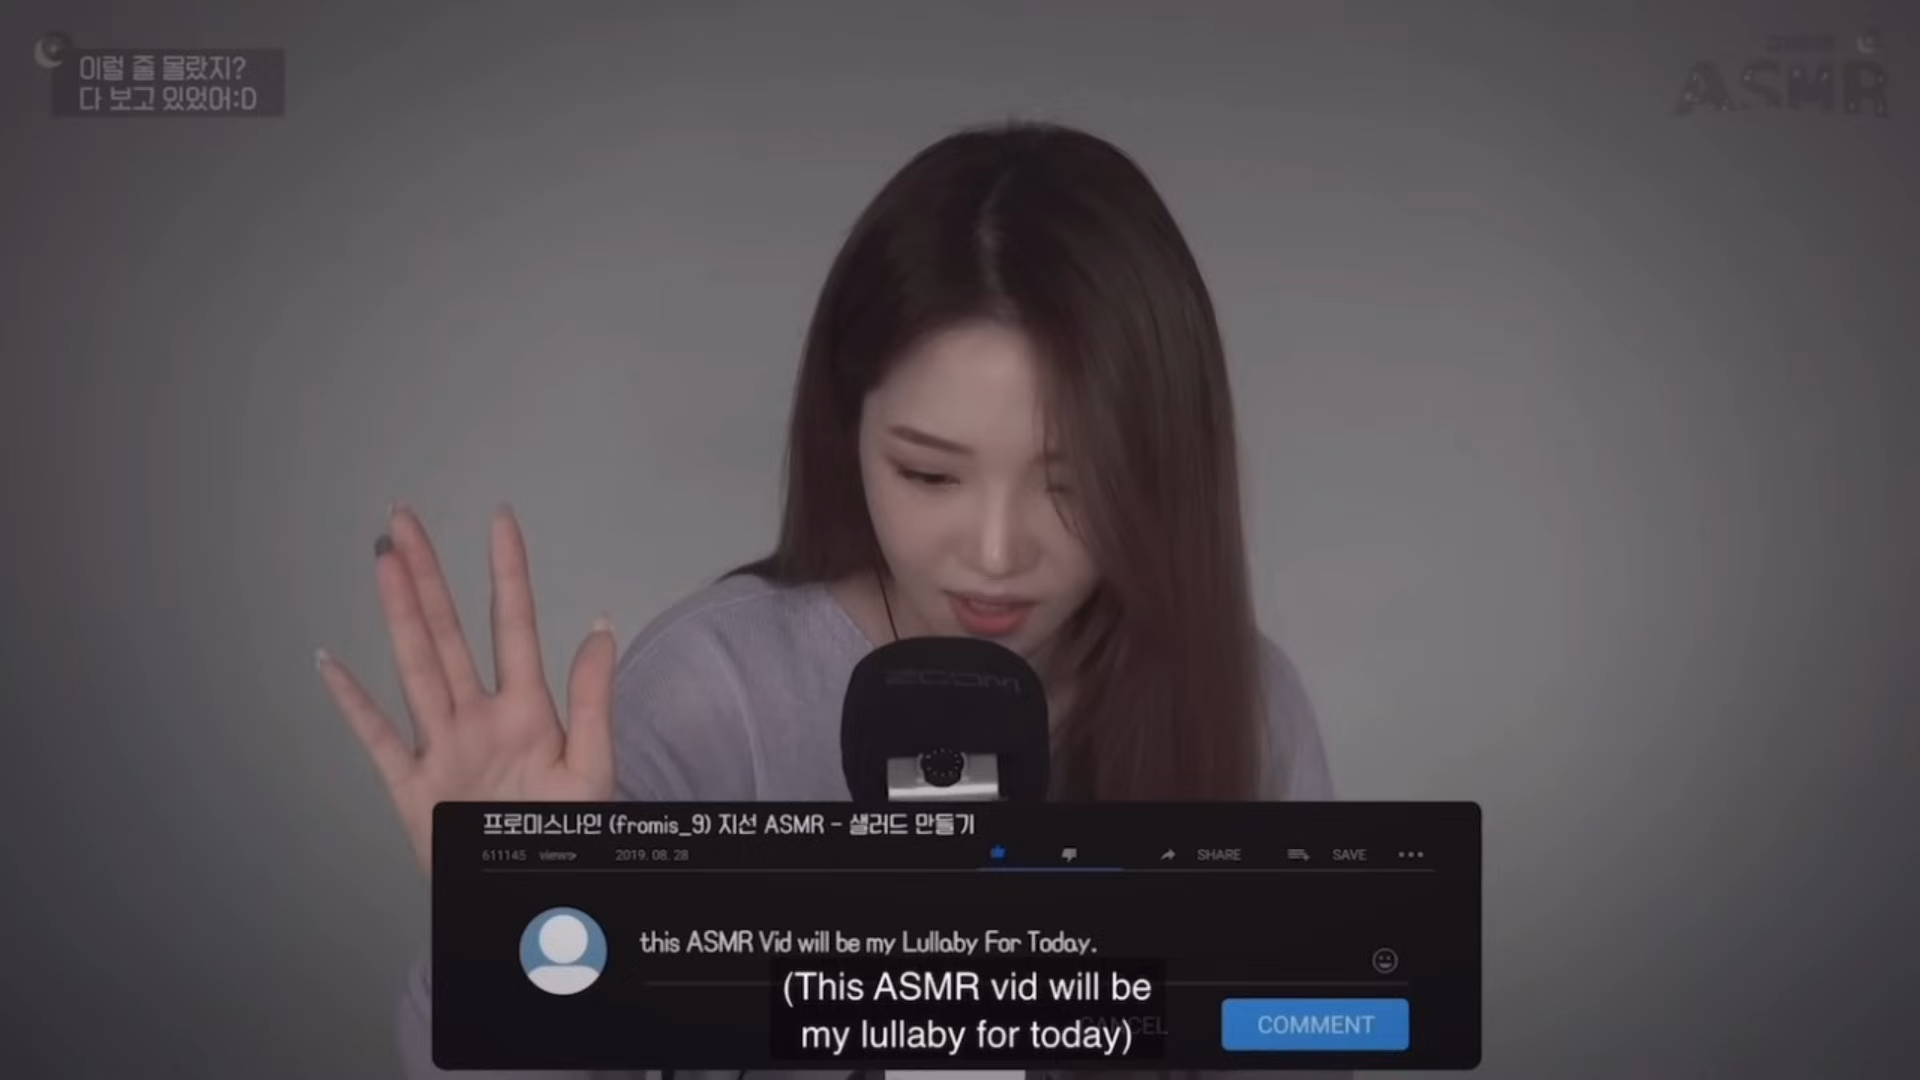 이럴 줄 몰랐지?
다 보고 있었어:D
ASMR
ZOOM
프로미스나인 (fromis_9) 지선 ASMR - 샐러드 만들기
611145 views 2019. 08. 28 SHARE SAVE
this ASMR Vid will be my Lullaby For Today.
(This ASMR vid will be
my lullaby for today)
CANCEL COMMENT